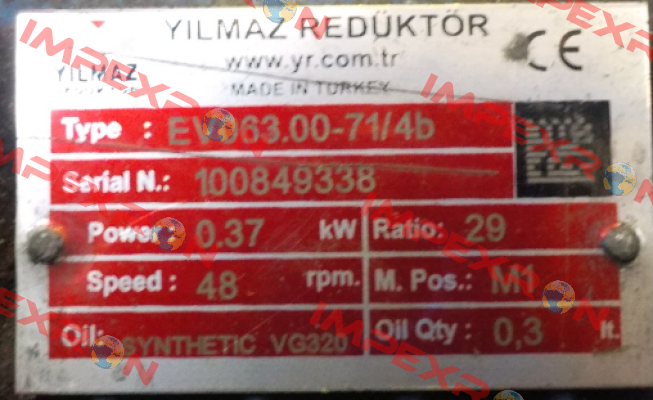 YILMAZ REDÜKTÖR
www.yr.com.tr
YILMAZ
MADE IN TURKEY
CE
Type : EV063.00-71/4b
Serial N.: 100849338
Power: 0.37 kW Ratio: 29
Speed : 48 rpm. M. Pos.: M1
Oil: SYNTHETIC VG320 Oil Qty : 0,3 lt.
IMPEXRON